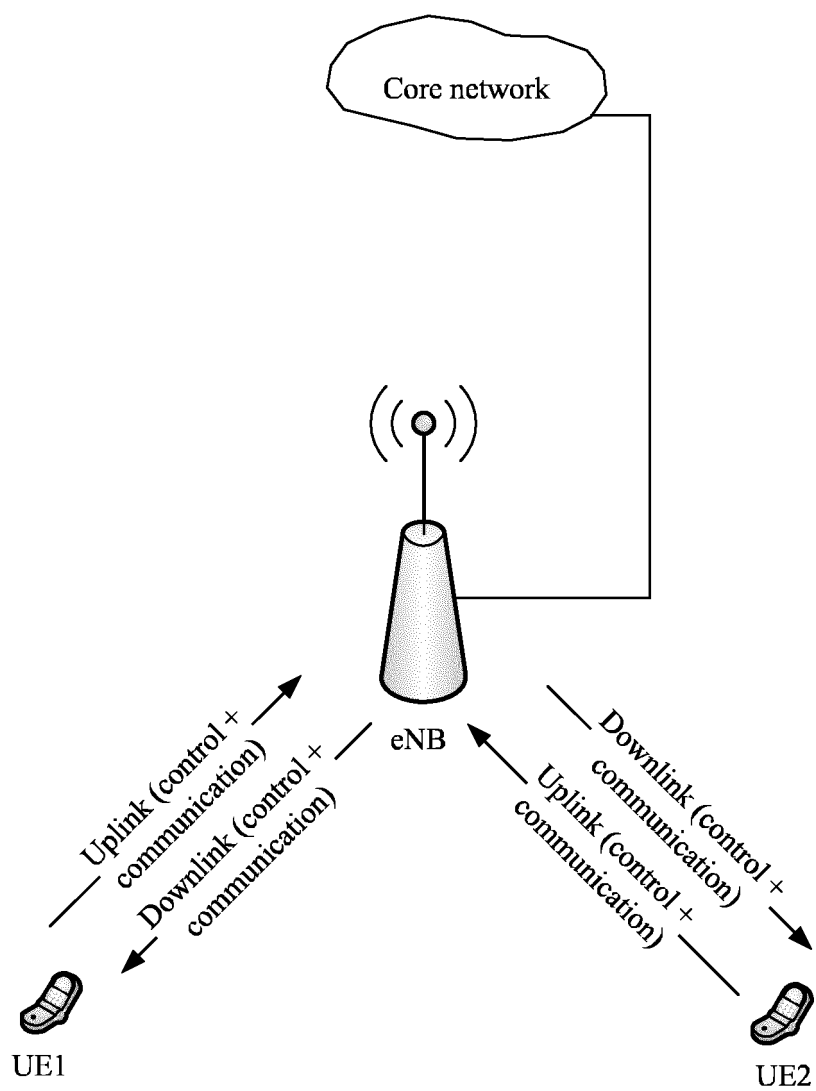 Core network
eNB
Uplink (control +
communication)
Downlink (control +
communication)
Downlink (control +
communication)
Uplink (control +
communication)
UE1
UE2